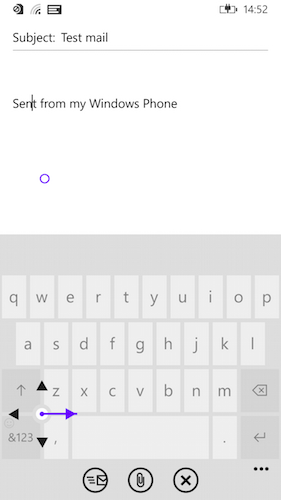 14:52
Subject: Test mail
Sent from my Windows Phone
q w e r t y u i o p
a s d f g h j k l
z x c v b n m
&123 , .